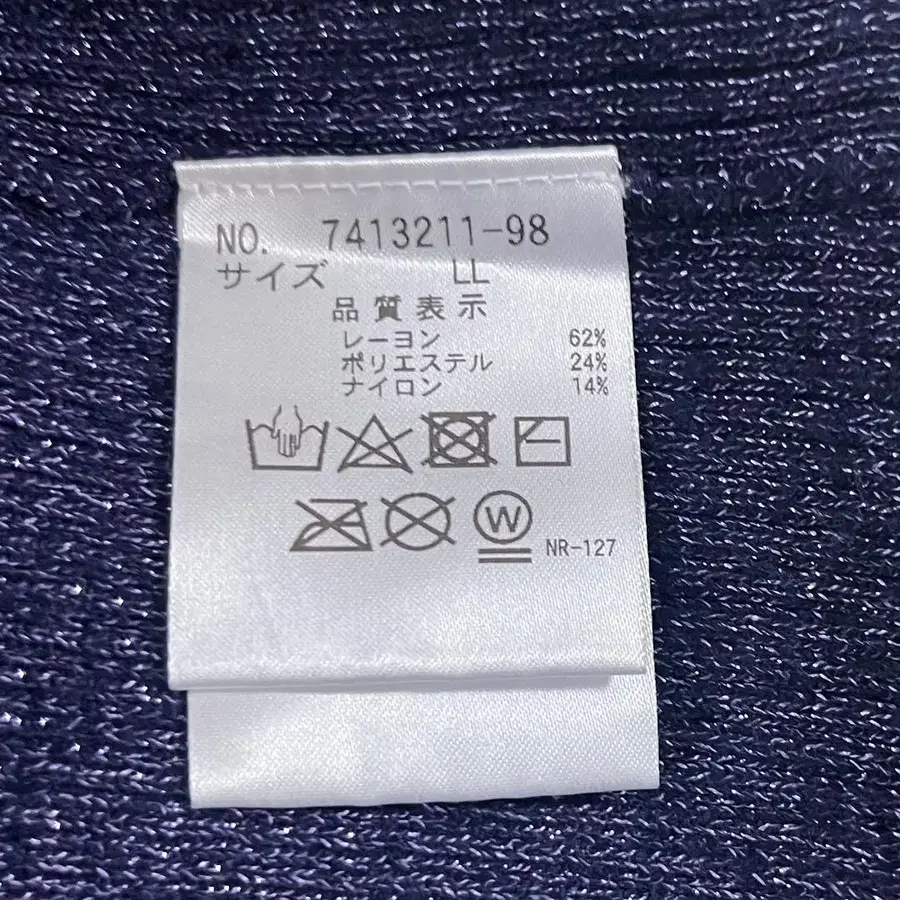 NO. 7413211-98
サイズ LL
品質表示
レーヨン 62%
ポリエステル 24%
ナイロン 14%
W
NR-127